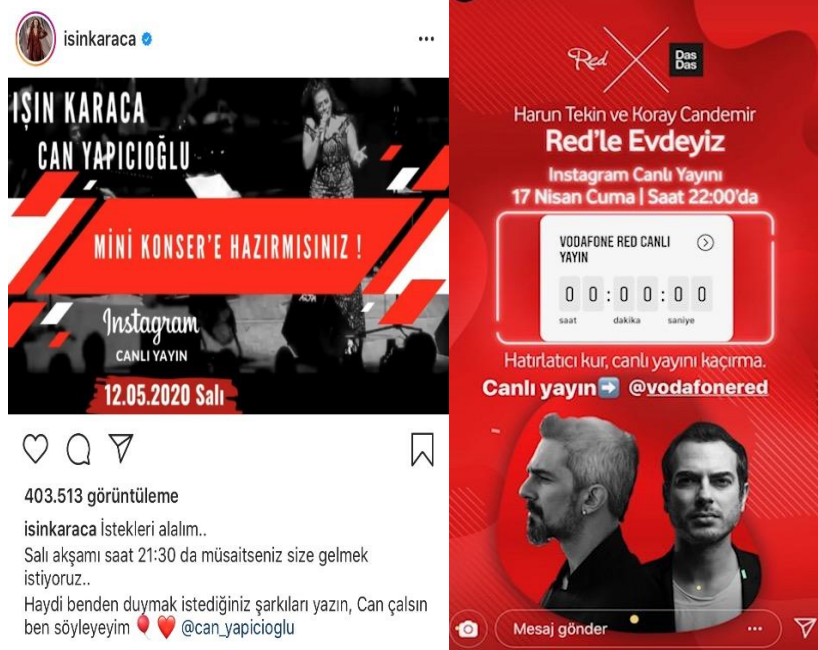 isinkaraca
IŞIN KARACA
CAN YAPICIOĞLU
MİNİ KONSER'E HAZIRMISINIZ !
Instagram
CANLI YAYIN
12.05.2020 Salı
403.513 görüntüleme
isinkaraca İstekleri alalım..
Salı akşamı saat 21:30 da müsaitseniz size gelmek
istiyoruz..
Haydi benden duymak istediğiniz şarkıları yazın, Can çalsın
ben söyleyeyim 🎈 ❤️ @can_yapicioglu
Red
Das
Das
Harun Tekin ve Koray Candemir
Red'le Evdeyiz
Instagram Canlı Yayını
17 Nisan Cuma | Saat 22:00'da
VODAFONE RED CANLI
YAYIN
0 0 : 0 0 : 0 0
saat dakika saniye
Hatırlatıcı kur, canlı yayını kaçırma.
Canlı yayın ➡️ @vodafonered
Mesaj gönder